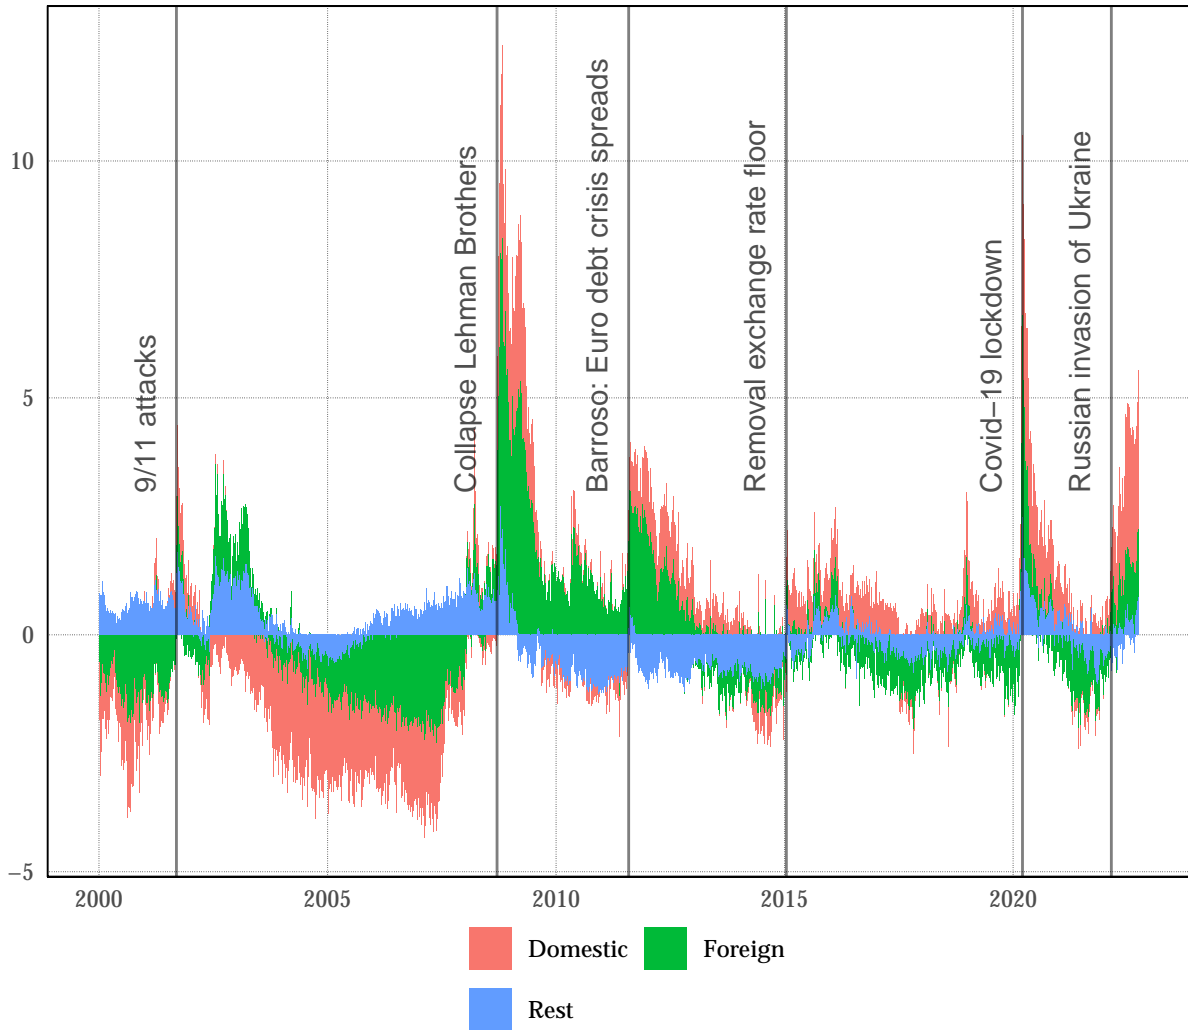 10
5
0
−5
9/11 attacks
Collapse Lehman Brothers
Barroso: Euro debt crisis spreads
Removal exchange rate floor
Covid−19 lockdown
Russian invasion of Ukraine
2000 2005 2010 2015 2020
Domestic Foreign
Rest